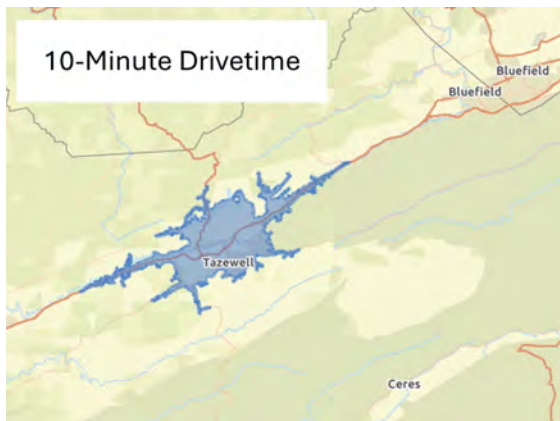 10-Minute Drivetime
Bluefield
Bluefield
Tazewell
Ceres